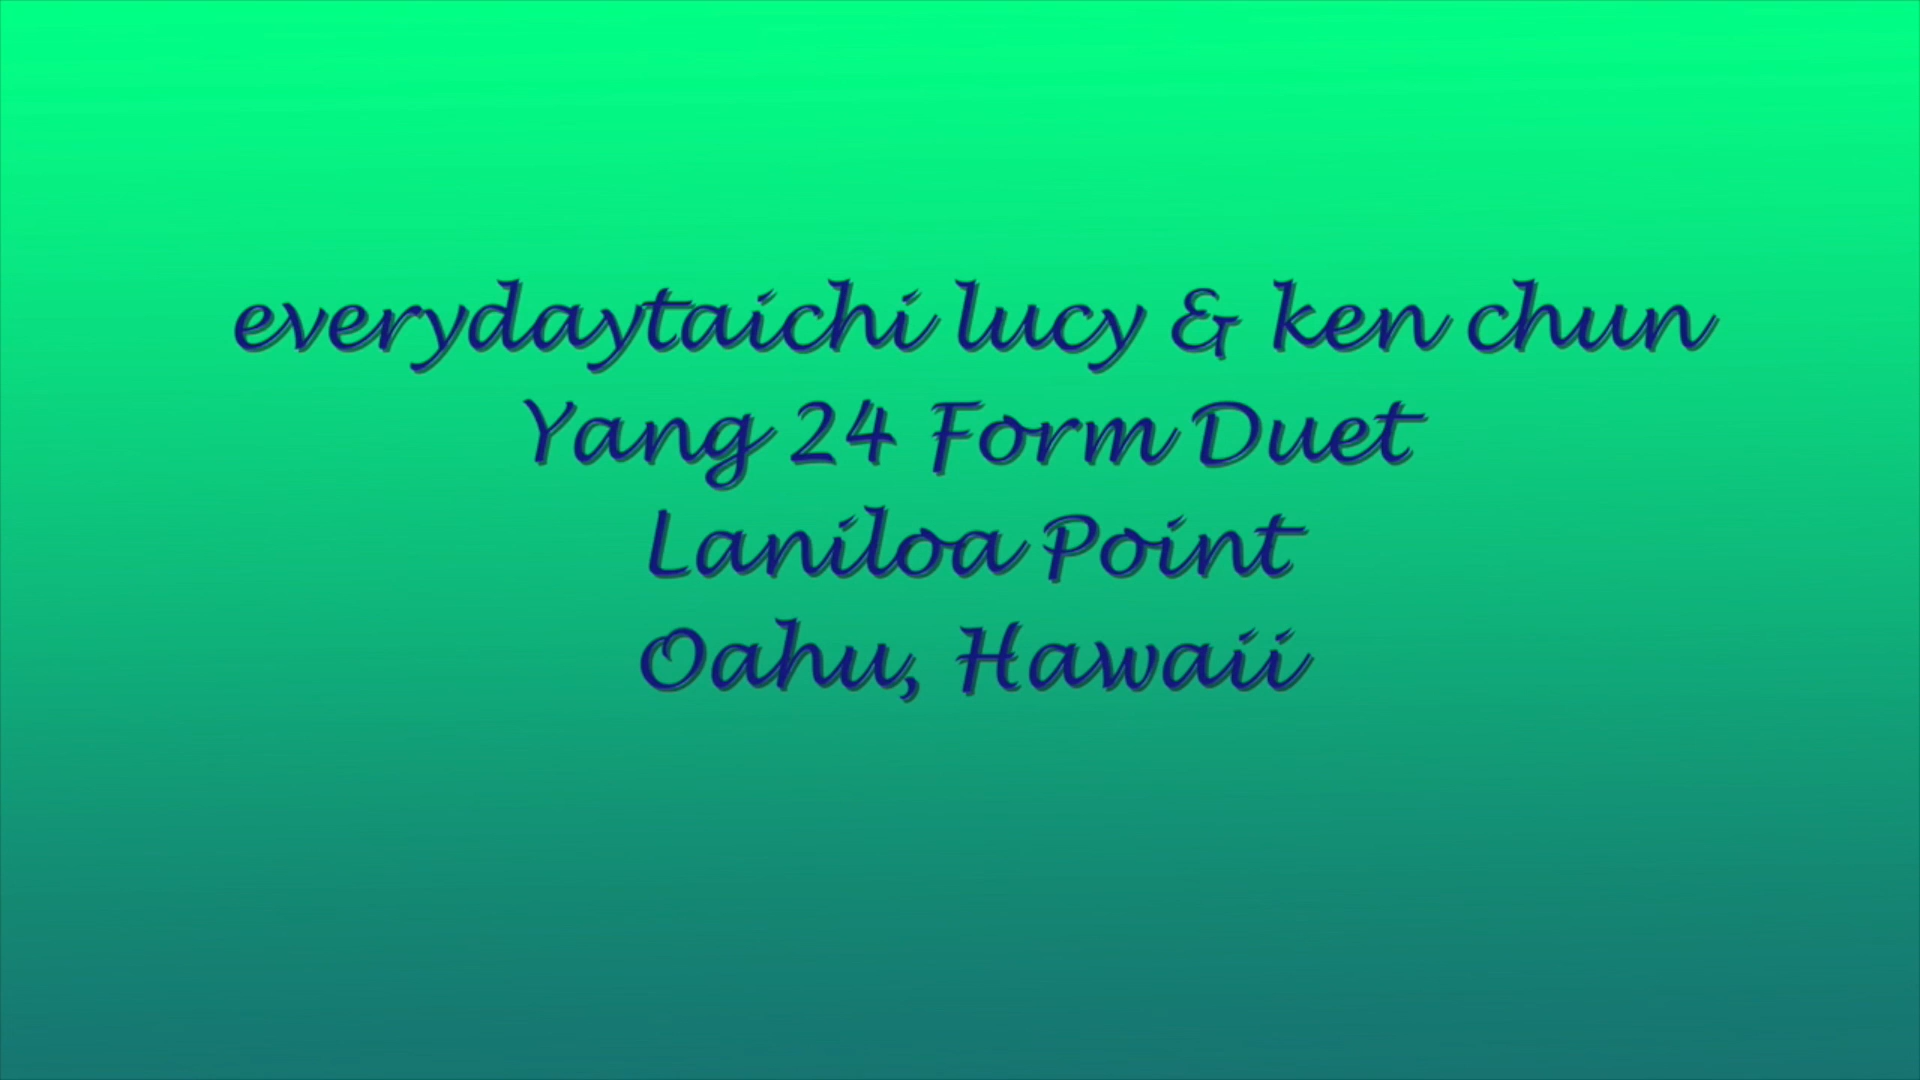 everydaytaichi lucy & ken chun
Yang 24 Form Duet
Laniloa Point
Oahu, Hawaii